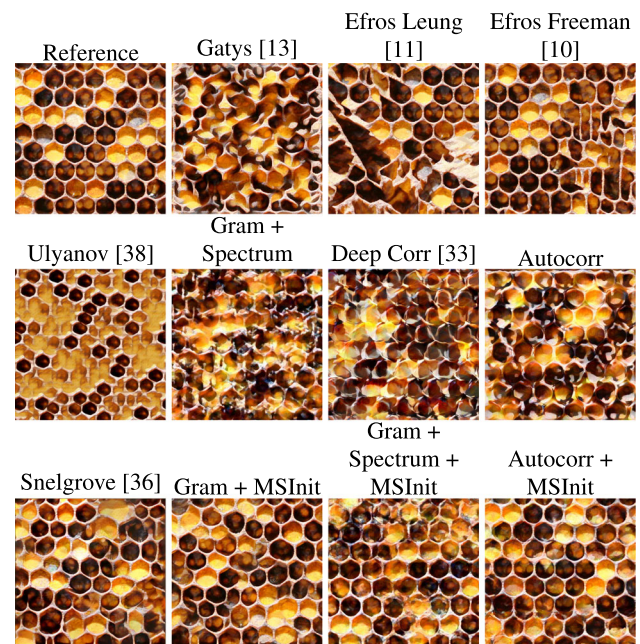 Reference
Gatys [13]
Efros Leung
[11]
Efros Freeman
[10]
Ulyanov [38]
Gram +
Spectrum
Deep Corr [33]
Autocorr
Snelgrove [36]
Gram + MSInit
Gram +
Spectrum +
MSInit
Autocorr +
MSInit